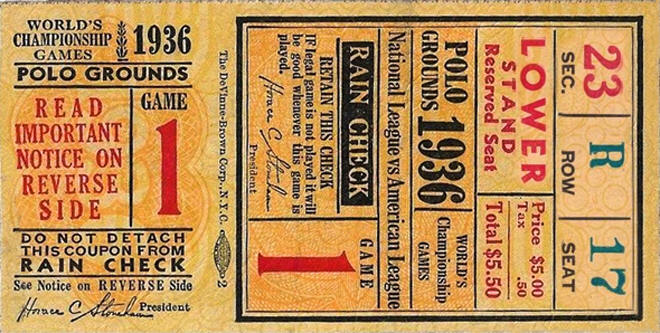 WORLD'S
CHAMPIONSHIP
GAMES
1936
POLO GROUNDS
READ
IMPORTANT
NOTICE ON
REVERSE
SIDE
GAME
1
DO NOT DETACH
THIS COUPON FROM
RAIN CHECK
See Notice on REVERSE Side
Horace C Stoneham President
The DeVinne-Brown Corp., N.Y.C.
2
23 R 17
SEC. ROW SEAT
LOWER
STAND
Reserved Seat
Price $5.00
Tax .50
Total $5.50
POLO
GROUNDS
1936
WORLD'S
Championship
GAMES
National League vs American League
RAIN CHECK
RETAIN THIS CHECK
If legal game is not played it will
be good whenever this game is
played.
Horace C Stoneham
President
GAME
1